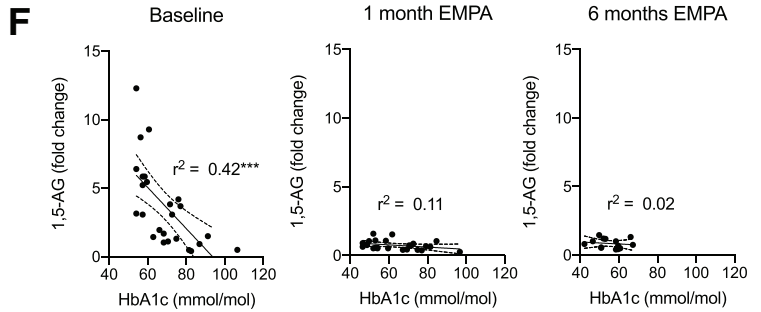 F
Baseline
1 month EMPA
6 months EMPA
1,5-AG (fold change)
15
10
5
0
r² = 0.42***
40 60 80 100 120
HbA1c (mmol/mol)
1,5-AG (fold change)
15
10
5
0
r² = 0.11
40 60 80 100 120
HbA1c (mmol/mol)
1,5-AG (fold change)
15
10
5
0
r² = 0.02
40 60 80 100 120
HbA1c (mmol/mol)